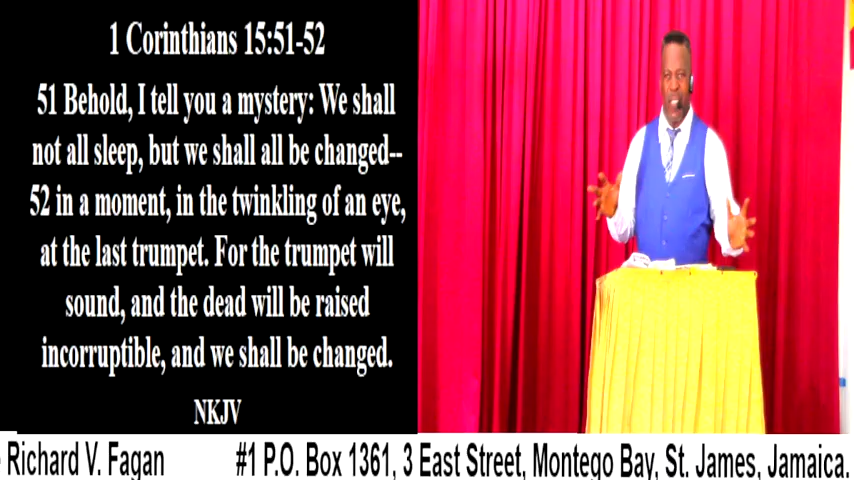 1 Corinthians 15:51-52
51 Behold, I tell you a mystery: We shall
not all sleep, but we shall all be changed--
52 in a moment, in the twinkling of an eye,
at the last trumpet. For the trumpet will
sound, and the dead will be raised
incorruptible, and we shall be changed.
NKJV
Richard V. Fagan #1 P.O. Box 1361, 3 East Street, Montego Bay, St. James, Jamaica.